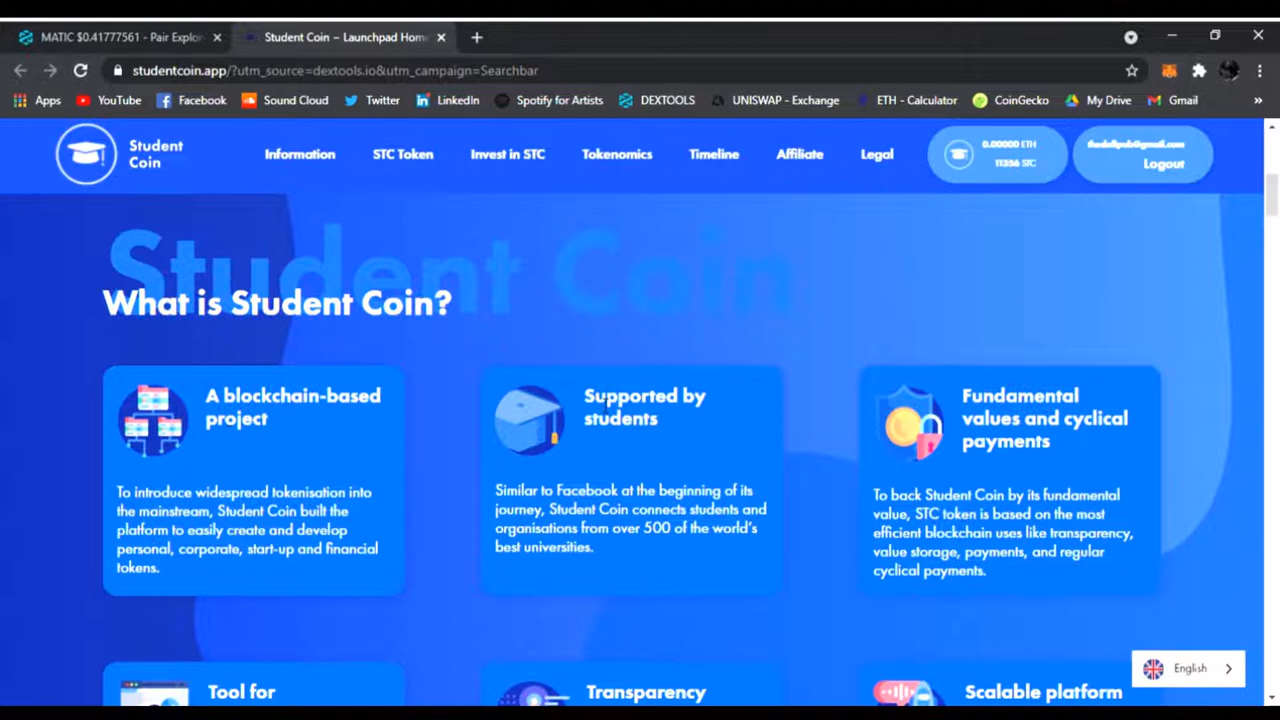 MATIC $0.41777561 - Pair Explor
Student Coin – Launchpad Hom
studentcoin.app/?utm_source=dextools.io&utm_campaign=Searchbar
Apps YouTube Facebook Sound Cloud Twitter LinkedIn Spotify for Artists DEXTOOLS UNISWAP - Exchange ETH - Calculator CoinGecko My Drive Gmail
Student
Coin
Information STC Token Invest in STC Tokenomics Timeline Affiliate Legal
0.00000 ETH
11356 STC
Logout
Student Coin
What is Student Coin?
A blockchain-based
project
To introduce widespread tokenisation into
the mainstream, Student Coin built the
platform to easily create and develop
personal, corporate, start-up and financial
tokens.
Supported by
students
Similar to Facebook at the beginning of its
journey, Student Coin connects students and
organisations from over 500 of the world's
best universities.
Fundamental
values and cyclical
payments
To back Student Coin by its fundamental
value, STC token is based on the most
efficient blockchain uses like transparency,
value storage, payments, and regular
cyclical payments.
Tool for
Transparency
Scalable platform
English